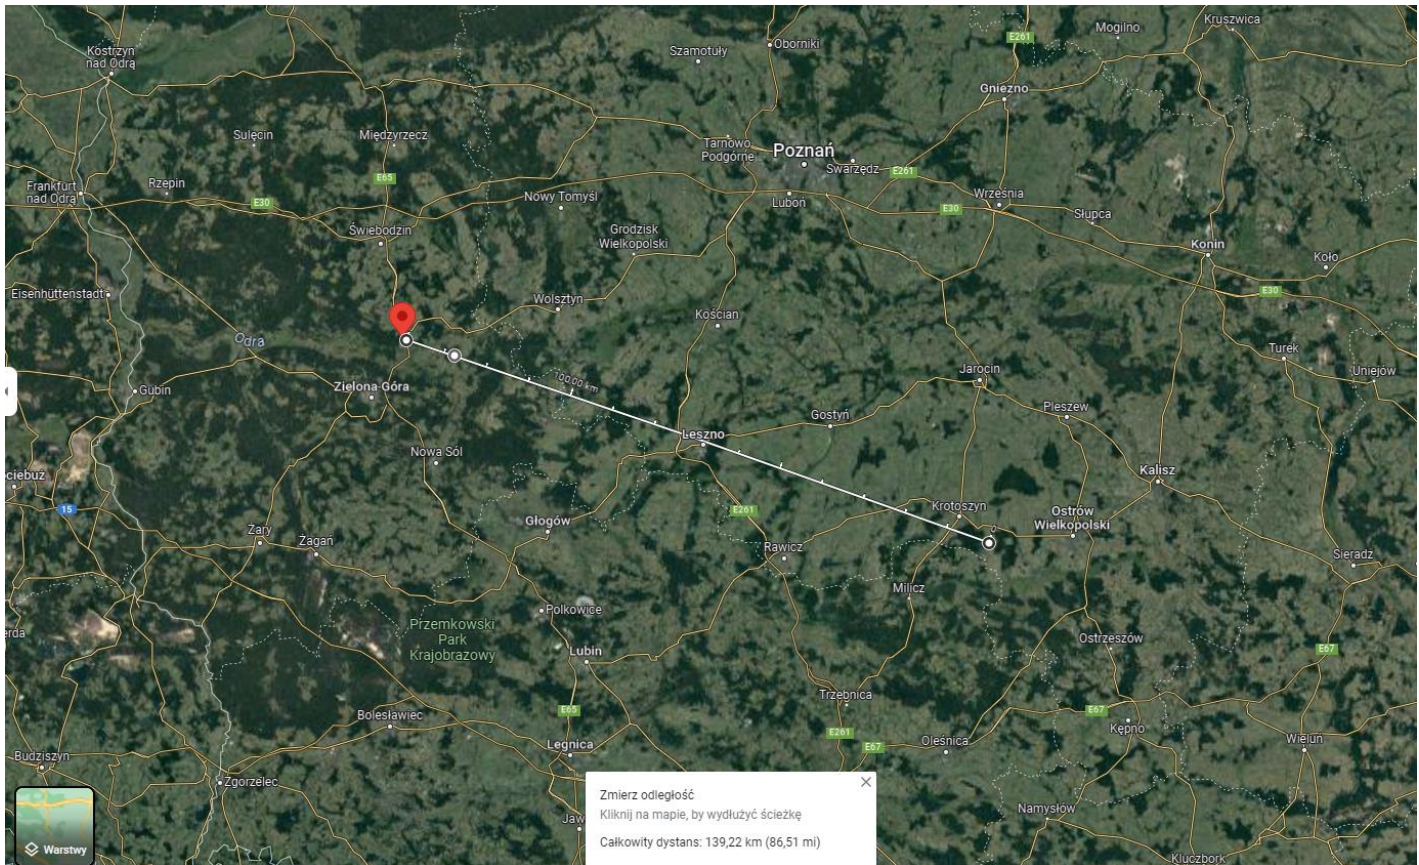 Kruszwica
Mogilno
E261
Oborniki
Szamotuły
Kostrzyn
nad Odrą
Gniezno
Sulęcin
Międzyrzecz
Tarnowo
Podgórne
Poznań
Swarzędz
E261
E65
Frankfurt
nad Odrą
Rzepin
E30
Nowy Tomyśl
Luboń
Września
E30
Słupca
Świebodzin
Grodzisk
Wielkopolski
Konin
Koło
Eisenhüttenstadt
Wolsztyn
E30
Kościan
Odra
Turek
Uniejów
Jarocin
100,00 km
Zielona Góra
Gubin
Pleszew
Gostyń
Leszno
Nowa Sól
Kalisz
ciebuż
15
E261
Krotoszyn
Ostrów
Wielkopolski
0
Głogów
Żary
Żagań
Rawicz
Sieradz
Milicz
Polkowice
Przemkowski
Park
Krajobrazowy
erda
Ostrzeszów
E67
Lubin
Trzebnica
E65
Bolesławiec
E67
Kępno
E261
E67
Oleśnica
Wieluń
Legnica
Budziszyn
Zgorzelec
Jaw
Namysłów
Kluczbork
Warstwy
Zmierz odległość
Kliknij na mapie, by wydłużyć ścieżkę
Całkowity dystans: 139,22 km (86,51 mi)